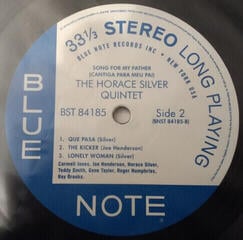 33⅓ STEREO LONG PLAYING
BLUE NOTE RECORDS INC • NEW YORK USA
SONG FOR MY FATHER
(CANTIGA PARA MEU PAI)
THE HORACE SILVER
QUINTET
BST 84185
Side 2
(BNST 84185-B)
1. QUE PASA (Silver)
2. THE KICKER (Joe Henderson)
3. LONELY WOMAN (Silver)
Carmell Jones, Joe Henderson, Horace Silver,
Teddy Smith, Gene Taylor, Roger Humphries,
Roy Brooks.
BLUE
NOTE